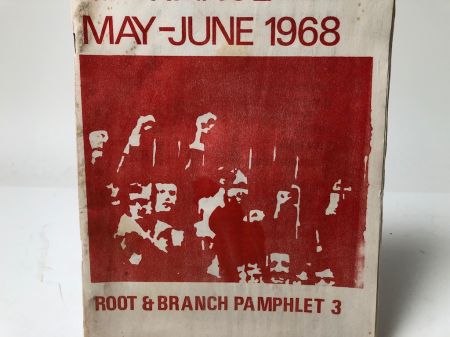 MAY-JUNE 1968
ROOT & BRANCH PAMPHLET 3